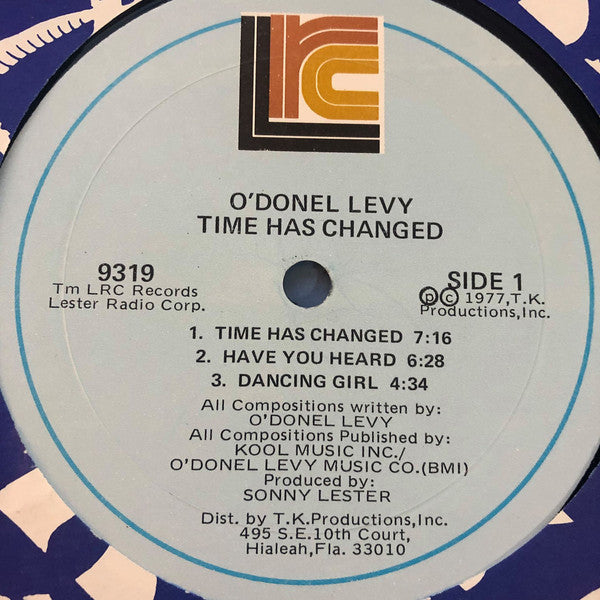 lrc
O'DONEL LEVY
TIME HAS CHANGED
9319
Tm LRC Records
Lester Radio Corp.
SIDE 1
ⓟ ⓒ 1977, T.K.
Productions, Inc.
1. TIME HAS CHANGED 7:16
2. HAVE YOU HEARD 6:28
3. DANCING GIRL 4:34
All Compositions written by:
O'DONEL LEVY
All Compositions Published by:
KOOL MUSIC INC./
O'DONEL LEVY MUSIC CO.(BMI)
Produced by:
SONNY LESTER
Dist. by T.K.Productions,Inc.
495 S.E.10th Court,
Hialeah,Fla. 33010